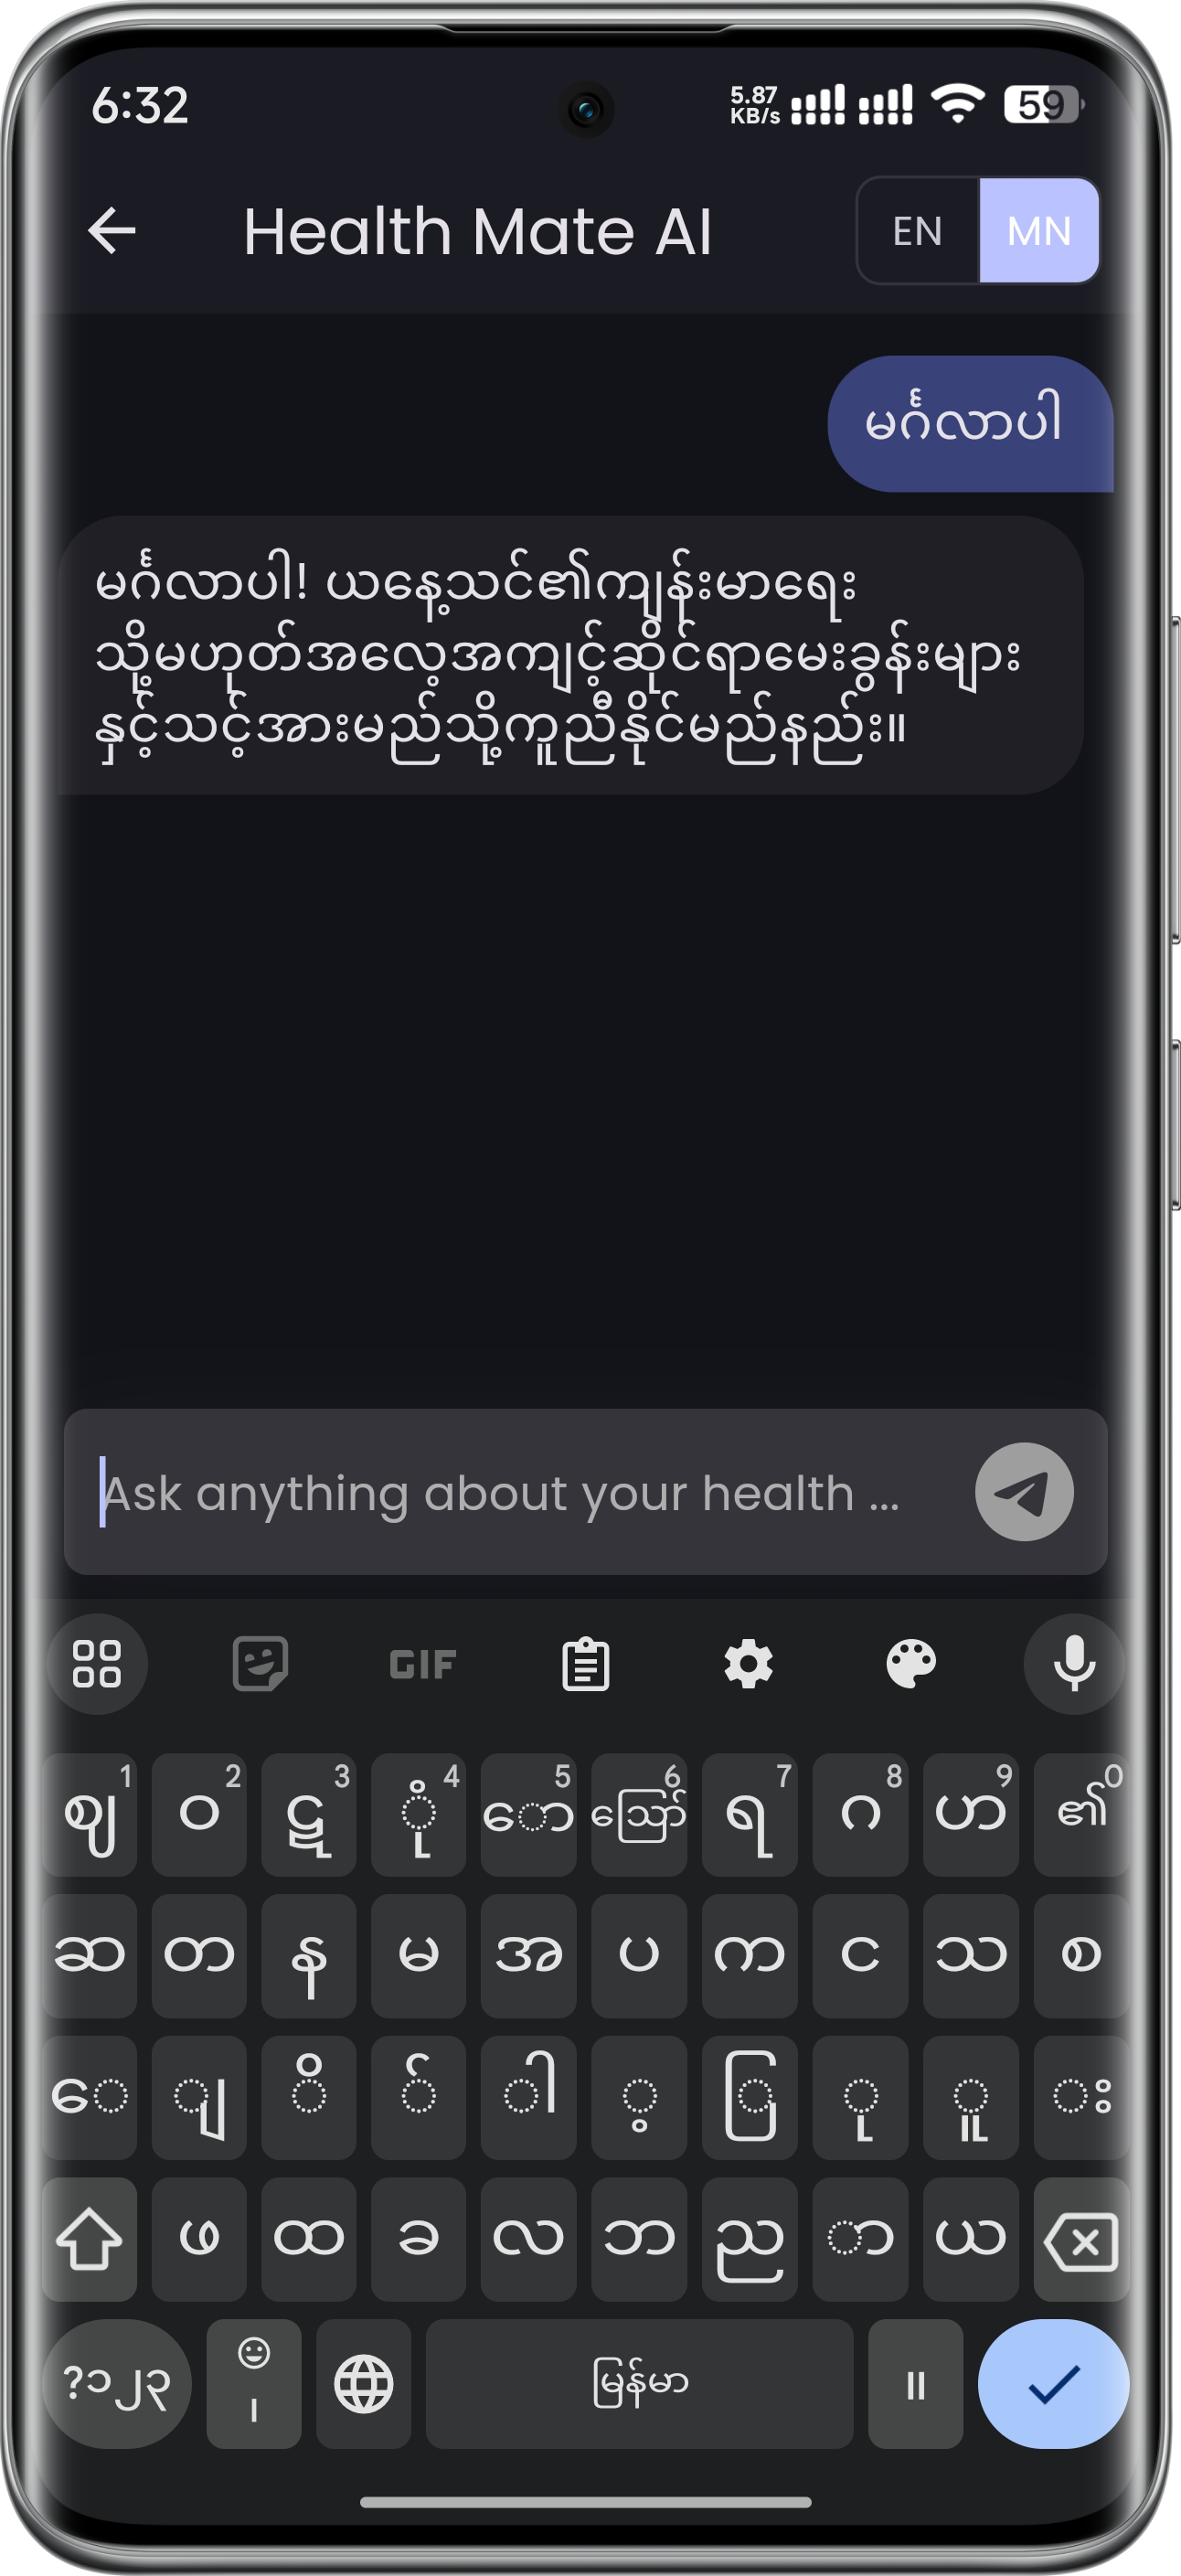 6:32
5.87
KB/s
59
Health Mate AI
EN
MN
မင်္ဂလာပါ
မင်္ဂလာပါ! ယနေ့သင်၏ကျန်းမာရေး
သို့မဟုတ်အလေ့အကျင့်ဆိုင်ရာမေးခွန်းများ
နှင့်သင့်အားမည်သို့ကူညီနိုင်မည်နည်း။
Ask anything about your health ...
GIF
1 2 3 4 5 6 7 8 9 0
ဈ ဝ ဋ္ဌ ို ော ဩော် ရ ဂ ဟ ၏
ဆ တ န မ အ ပ က င သ စ
ေ ျ ိ ် ါ ့ ြ ု ူ း
ဖ ထ ခ လ ဘ ည ာ ယ
?၁၂၃
၊
မြန်မာ
။